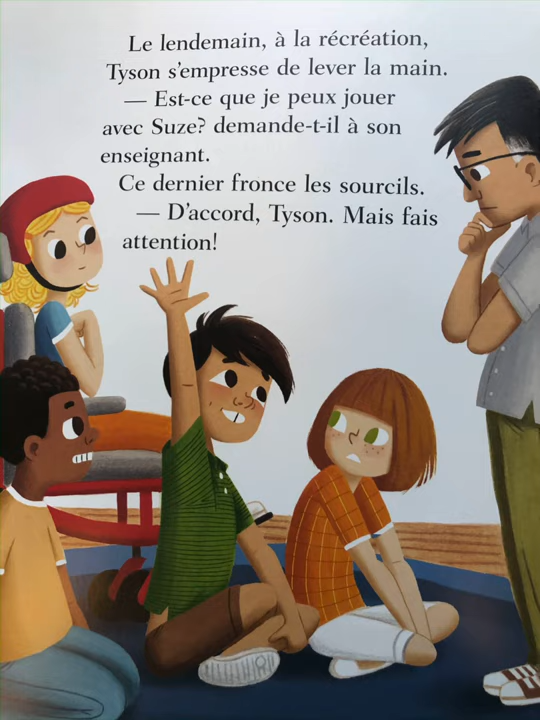 Le lendemain, à la récréation,
Tyson s'empresse de lever la main.
— Est-ce que je peux jouer
avec Suze? demande-t-il à son
enseignant.
Ce dernier fronce les sourcils.
— D'accord, Tyson. Mais fais
attention!